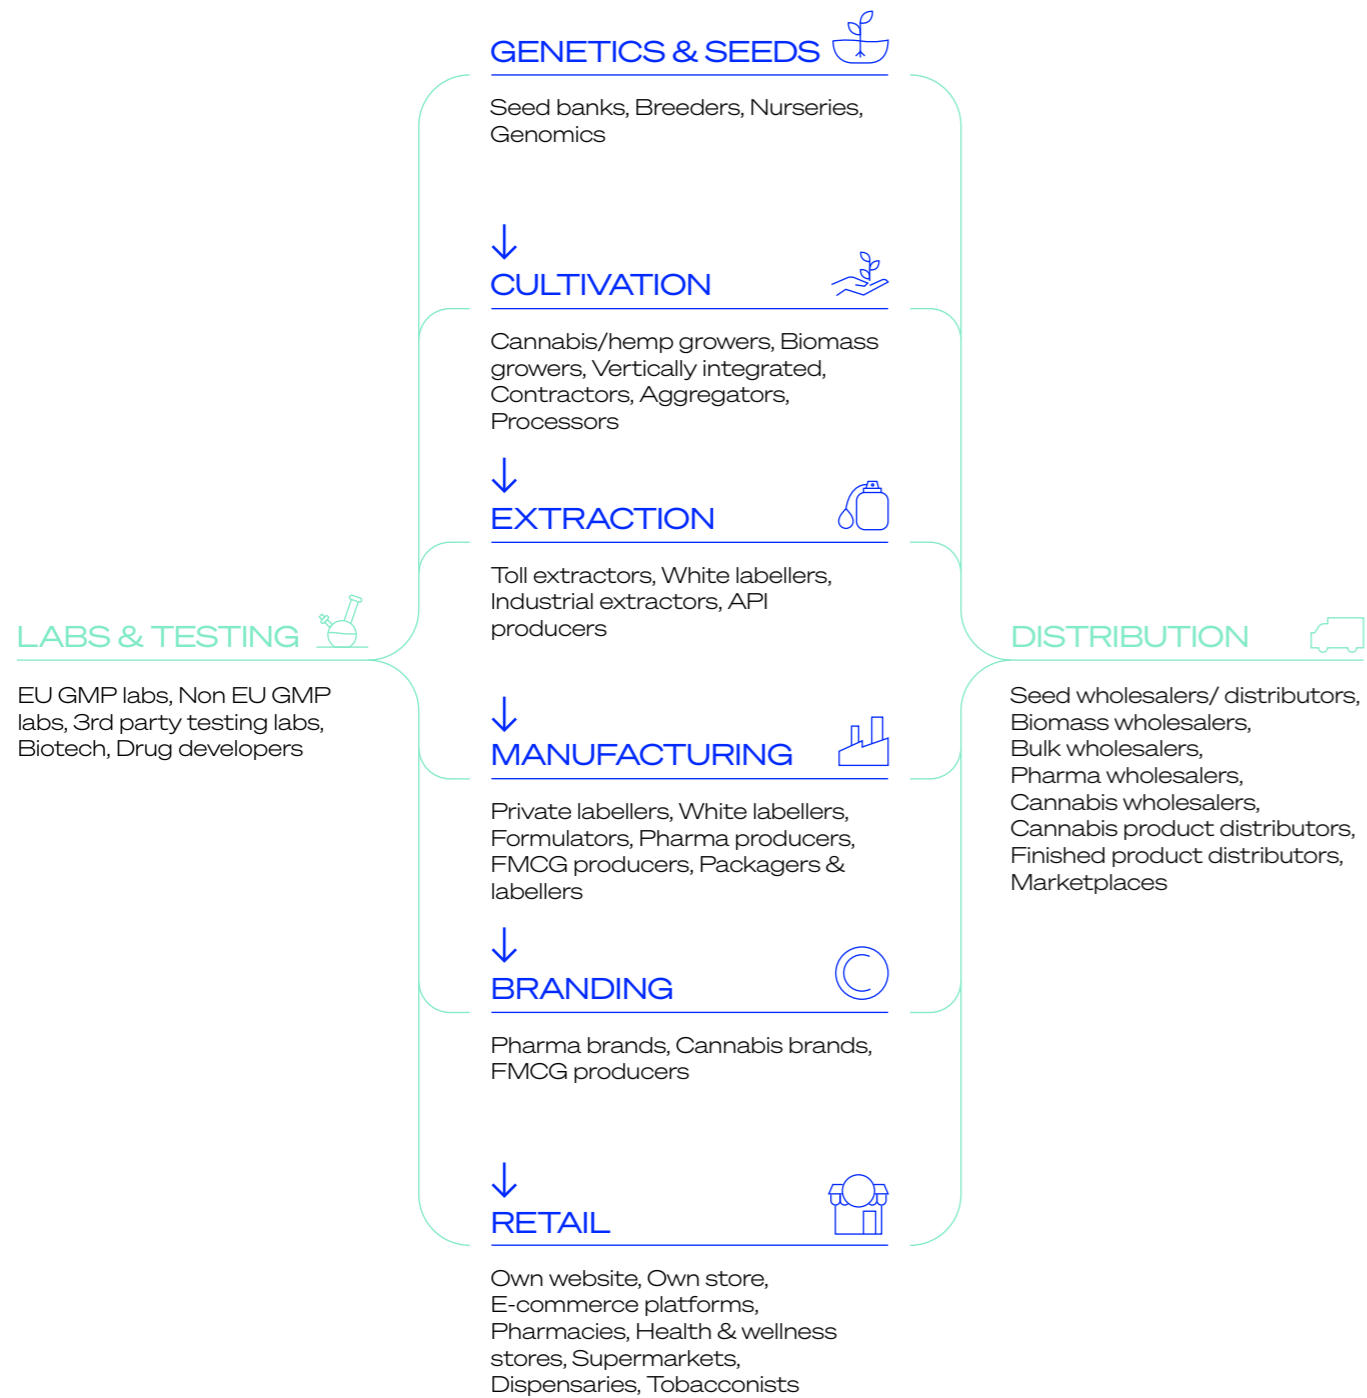 GENETICS & SEEDS
Seed banks, Breeders, Nurseries,
Genomics
CULTIVATION
Cannabis/hemp growers, Biomass
growers, Vertically integrated,
Contractors, Aggregators,
Processors
EXTRACTION
Toll extractors, White labellers,
Industrial extractors, API
producers
LABS & TESTING
EU GMP labs, Non EU GMP
labs, 3rd party testing labs,
Biotech, Drug developers
DISTRIBUTION
Seed wholesalers/ distributors,
Biomass wholesalers,
Bulk wholesalers,
Pharma wholesalers,
Cannabis wholesalers,
Cannabis product distributors,
Finished product distributors,
Marketplaces
MANUFACTURING
Private labellers, White labellers,
Formulators, Pharma producers,
FMCG producers, Packagers &
labellers
BRANDING
Pharma brands, Cannabis brands,
FMCG producers
RETAIL
Own website, Own store,
E-commerce platforms,
Pharmacies, Health & wellness
stores, Supermarkets,
Dispensaries, Tobacconists